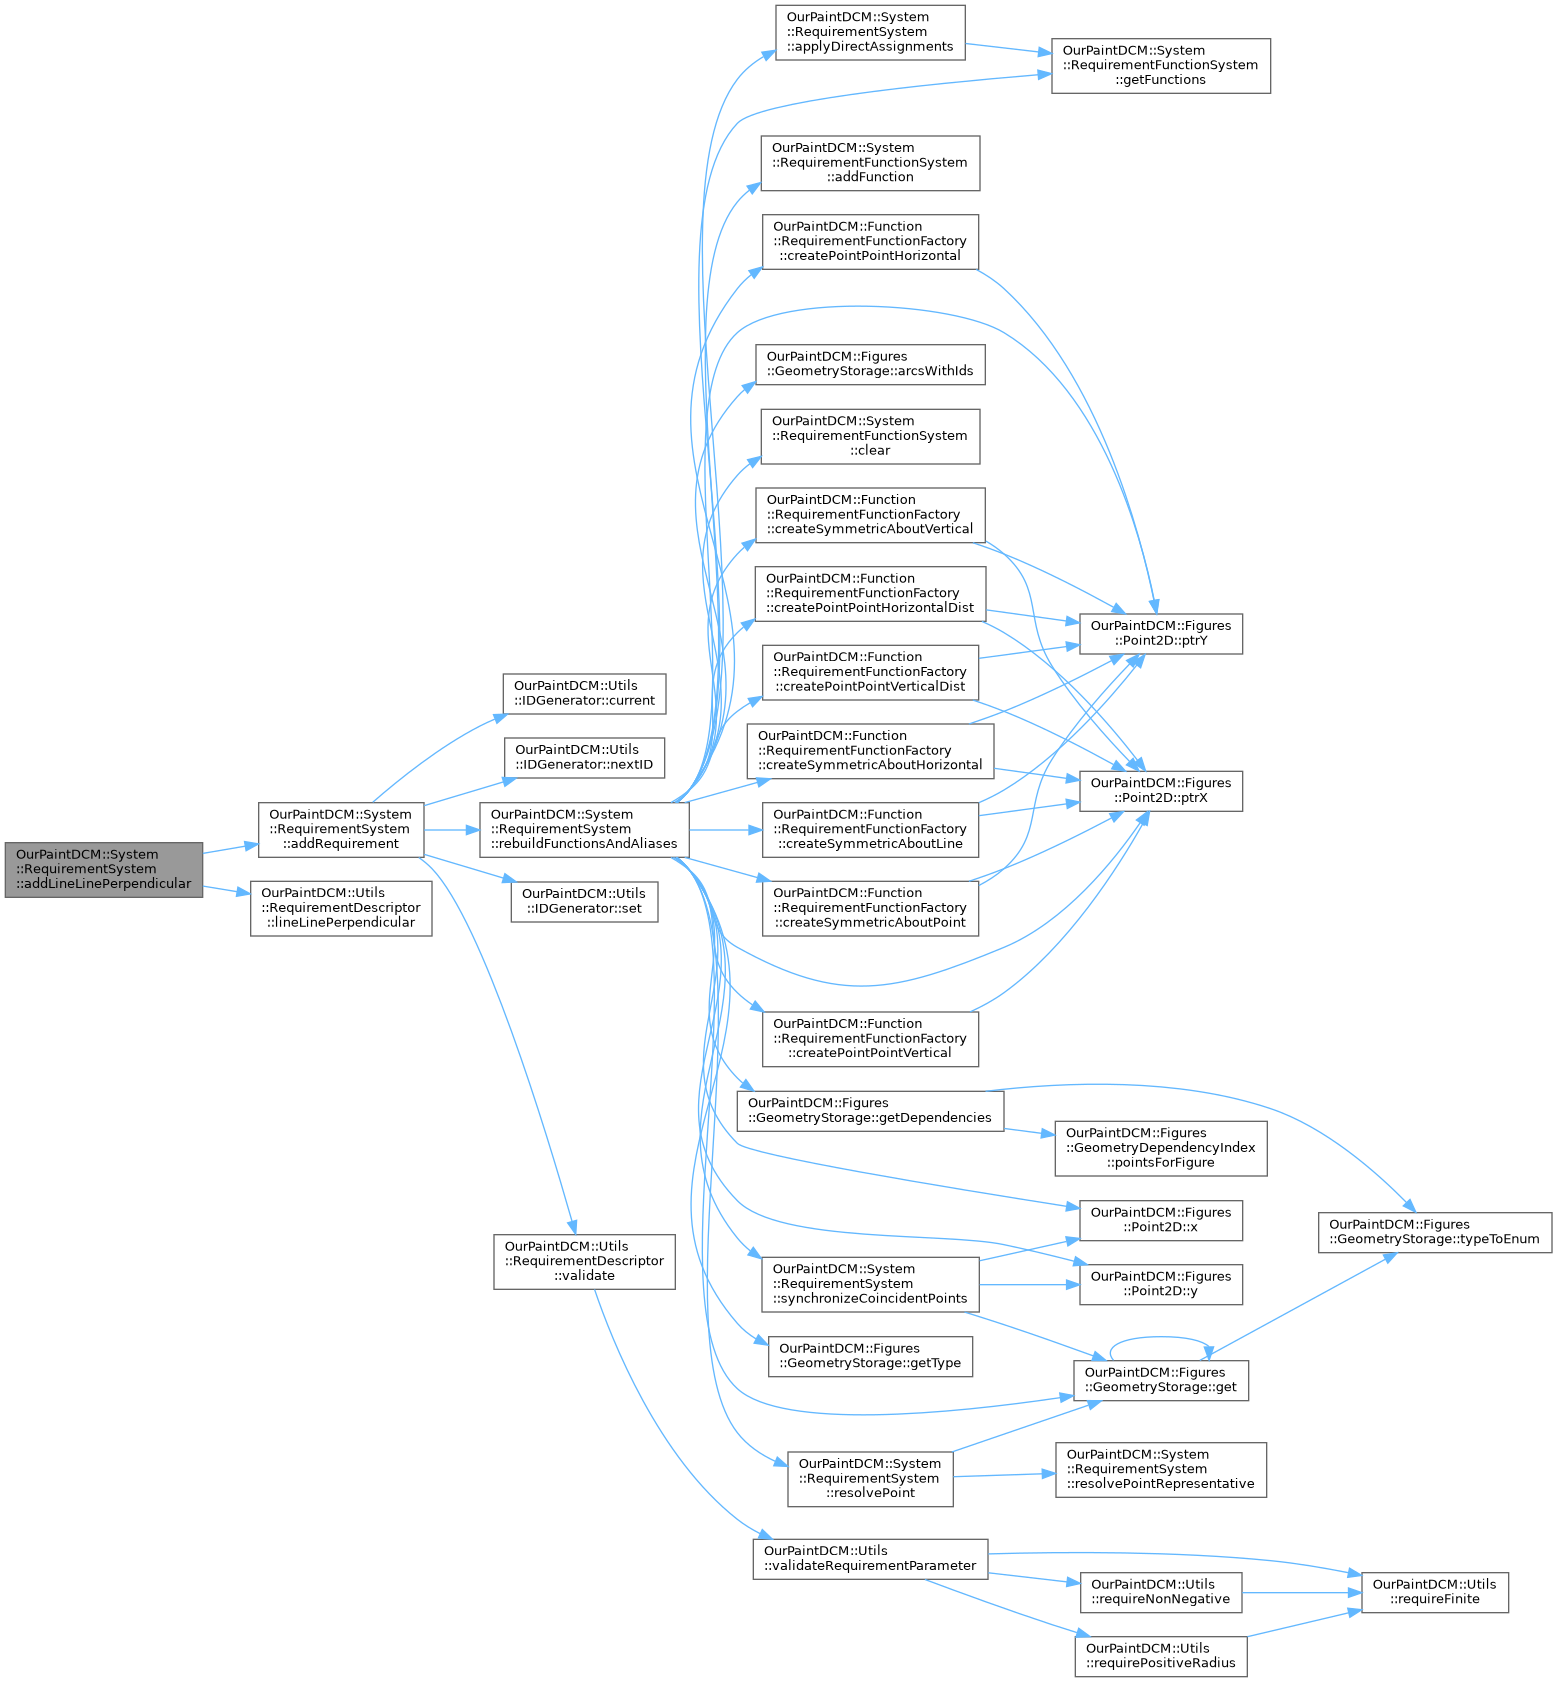 OurPaintDCM::System
::RequirementSystem
::addLineLinePerpendicular
OurPaintDCM::System
::RequirementSystem
::addRequirement
OurPaintDCM::Utils
::RequirementDescriptor
::lineLinePerpendicular
OurPaintDCM::Utils
::IDGenerator::current
OurPaintDCM::Utils
::IDGenerator::nextID
OurPaintDCM::System
::RequirementSystem
::rebuildFunctionsAndAliases
OurPaintDCM::Utils
::IDGenerator::set
OurPaintDCM::Utils
::RequirementDescriptor
::validate
OurPaintDCM::System
::RequirementSystem
::applyDirectAssignments
OurPaintDCM::System
::RequirementFunctionSystem
::getFunctions
OurPaintDCM::System
::RequirementFunctionSystem
::addFunction
OurPaintDCM::Function
::RequirementFunctionFactory
::createPointPointHorizontal
OurPaintDCM::Figures
::GeometryStorage::arcsWithIds
OurPaintDCM::System
::RequirementFunctionSystem
::clear
OurPaintDCM::Function
::RequirementFunctionFactory
::createSymmetricAboutVertical
OurPaintDCM::Function
::RequirementFunctionFactory
::createPointPointHorizontalDist
OurPaintDCM::Figures
::Point2D::ptrY
OurPaintDCM::Function
::RequirementFunctionFactory
::createPointPointVerticalDist
OurPaintDCM::Function
::RequirementFunctionFactory
::createSymmetricAboutHorizontal
OurPaintDCM::Figures
::Point2D::ptrX
OurPaintDCM::Function
::RequirementFunctionFactory
::createSymmetricAboutLine
OurPaintDCM::Function
::RequirementFunctionFactory
::createSymmetricAboutPoint
OurPaintDCM::Function
::RequirementFunctionFactory
::createPointPointVertical
OurPaintDCM::Figures
::GeometryStorage::getDependencies
OurPaintDCM::Figures
::GeometryDependencyIndex
::pointsForFigure
OurPaintDCM::Figures
::Point2D::x
OurPaintDCM::Figures
::GeometryStorage::typeToEnum
OurPaintDCM::System
::RequirementSystem
::synchronizeCoincidentPoints
OurPaintDCM::Figures
::Point2D::y
OurPaintDCM::Figures
::GeometryStorage::getType
OurPaintDCM::Figures
::GeometryStorage::get
OurPaintDCM::System
::RequirementSystem
::resolvePoint
OurPaintDCM::System
::RequirementSystem
::resolvePointRepresentative
OurPaintDCM::Utils
::validateRequirementParameter
OurPaintDCM::Utils
::requireNonNegative
OurPaintDCM::Utils
::requireFinite
OurPaintDCM::Utils
::requirePositiveRadius